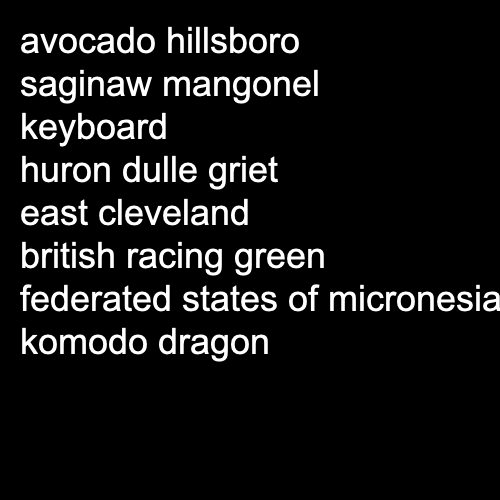 avocado hillsboro
saginaw mangonel
keyboard
huron dulle griet
east cleveland
british racing green
federated states of micronesia
komodo dragon